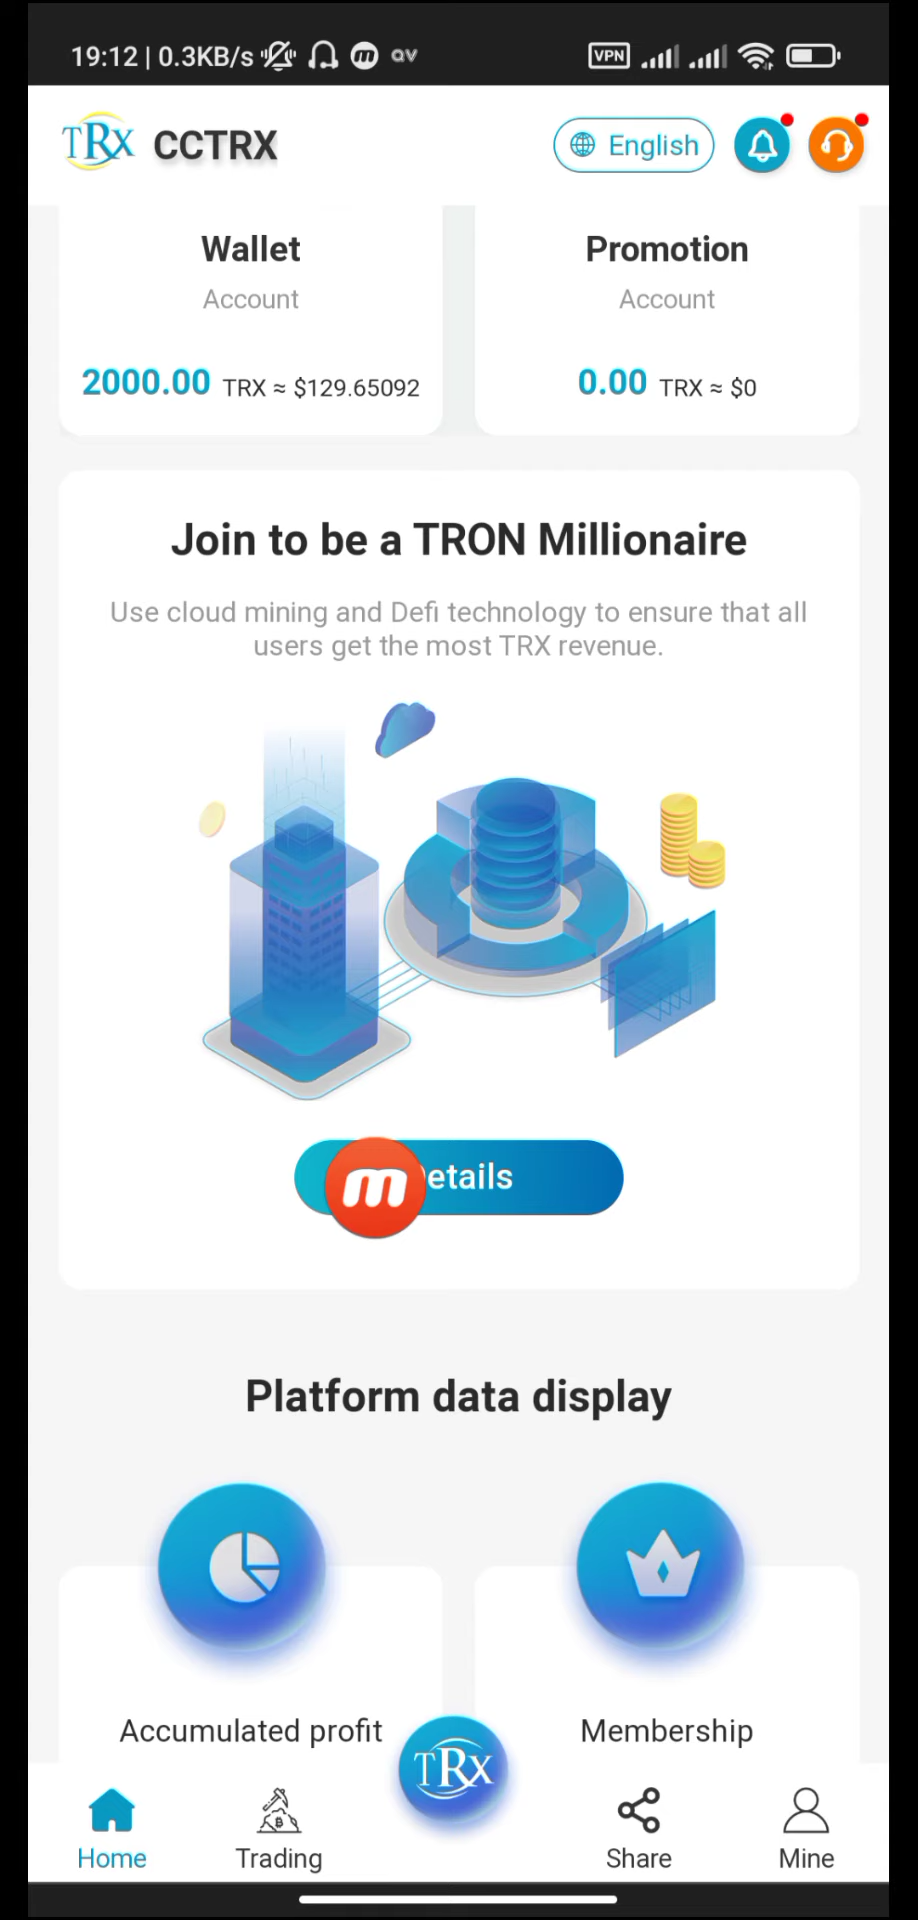 19:12 | 0.3KB/s VPN
TRX CCTRX English
Wallet Promotion
Account Account
2000.00 TRX ≈ $129.65092 0.00 TRX ≈ $0
Join to be a TRON Millionaire
Use cloud mining and Defi technology to ensure that all
users get the most TRX revenue.
m etails
Platform data display
Accumulated profit Membership
TRX
Home Trading Share Mine